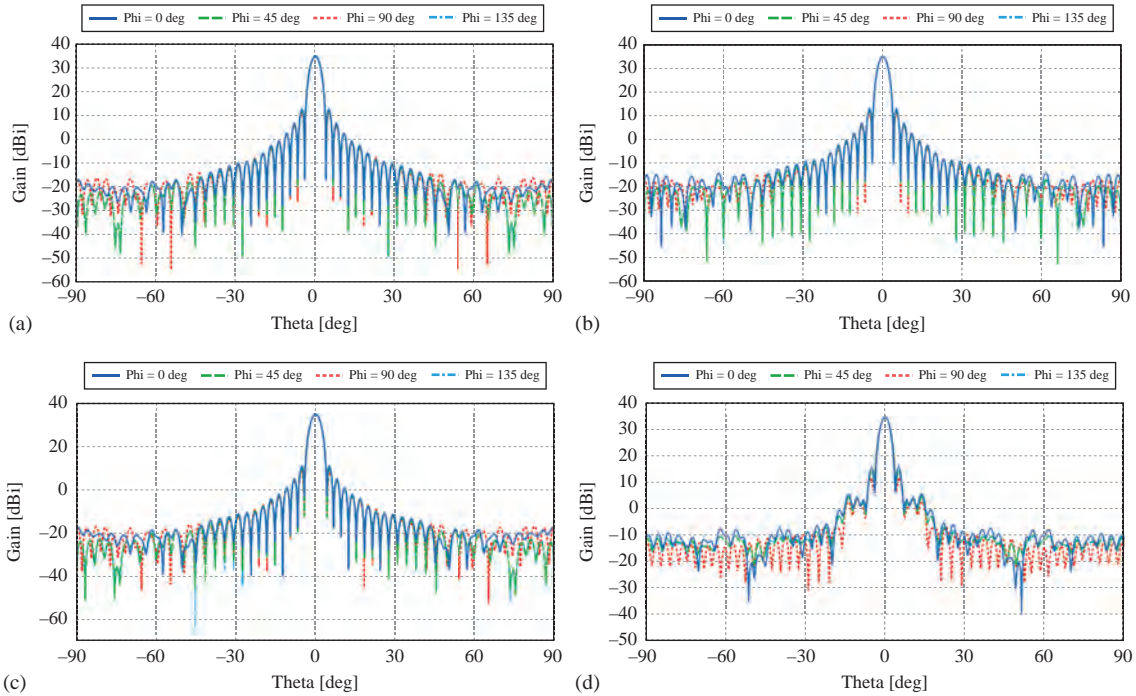 Phi = 0 deg Phi = 45 deg Phi = 90 deg Phi = 135 deg
40
30
20
10
0
−10
−20
−30
−40
−50
−60
Gain [dBi]
−90 −60 −30 0 30 60 90
Theta [deg]
(a)
Phi = 0 deg Phi = 45 deg Phi = 90 deg Phi = 135 deg
40
30
20
10
0
−10
−20
−30
−40
−50
−60
Gain [dBi]
−90 −60 −30 0 30 60 90
Theta [deg]
(b)
Phi = 0 deg Phi = 45 deg Phi = 90 deg Phi = 135 deg
40
20
0
−20
−40
−60
Gain [dBi]
−90 −60 −30 0 30 60 90
Theta [deg]
(c)
Phi = 0 deg Phi = 45 deg Phi = 90 deg Phi = 135 deg
40
30
20
10
0
−10
−20
−30
−40
−50
Gain [dBi]
−90 −60 −30 0 30 60 90
Theta [deg]
(d)